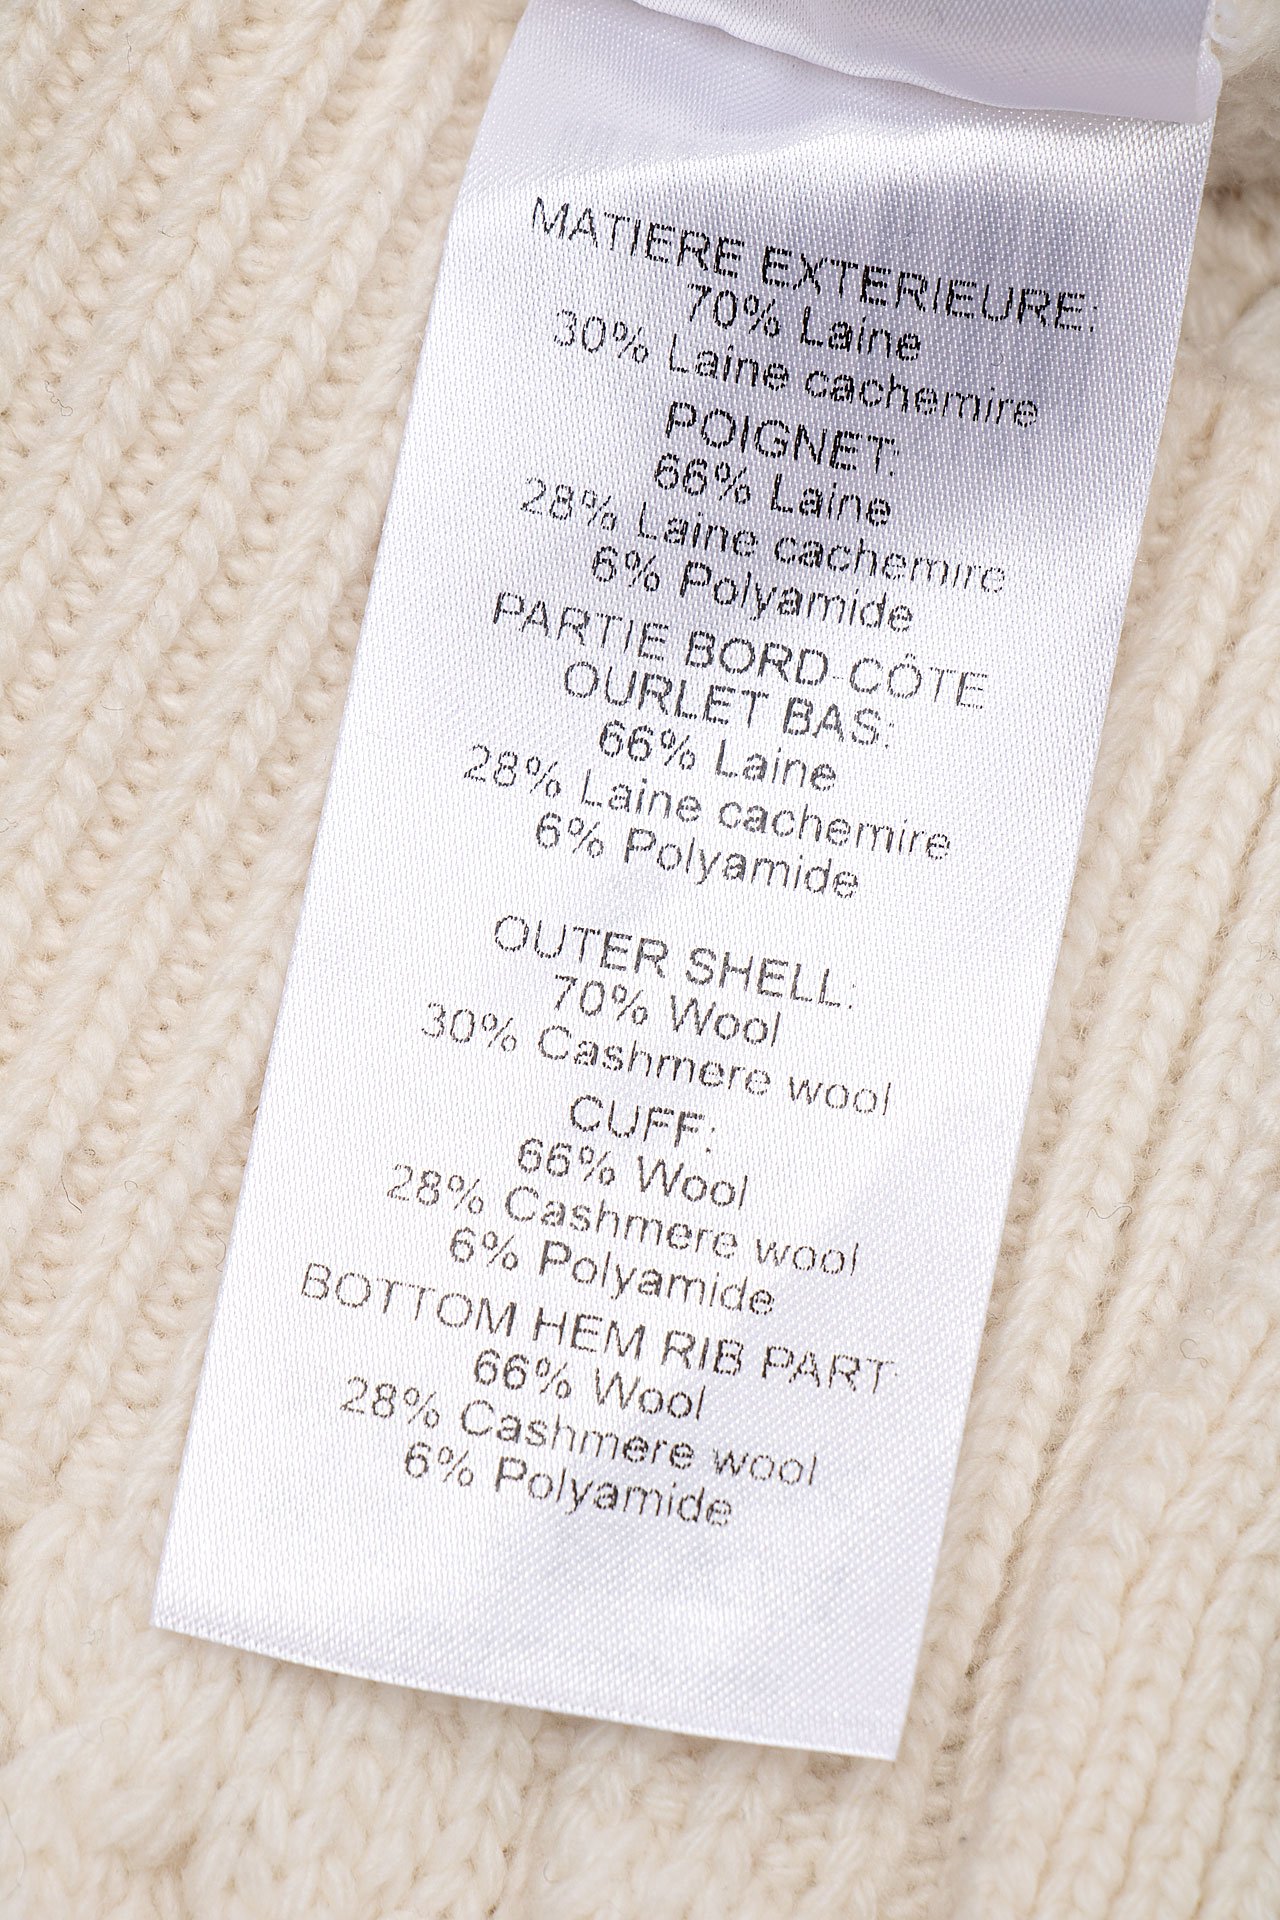 MATIERE EXTERIEURE:
70% Laine
30% Laine cachemire
POIGNET:
66% Laine
28% Laine cachemire
6% Polyamide
PARTIE BORD-CÔTE
OURLET BAS:
66% Laine
28% Laine cachemire
6% Polyamide
OUTER SHELL:
70% Wool
30% Cashmere wool
CUFF:
66% Wool
28% Cashmere wool
6% Polyamide
BOTTOM HEM RIB PART:
66% Wool
28% Cashmere wool
6% Polyamide